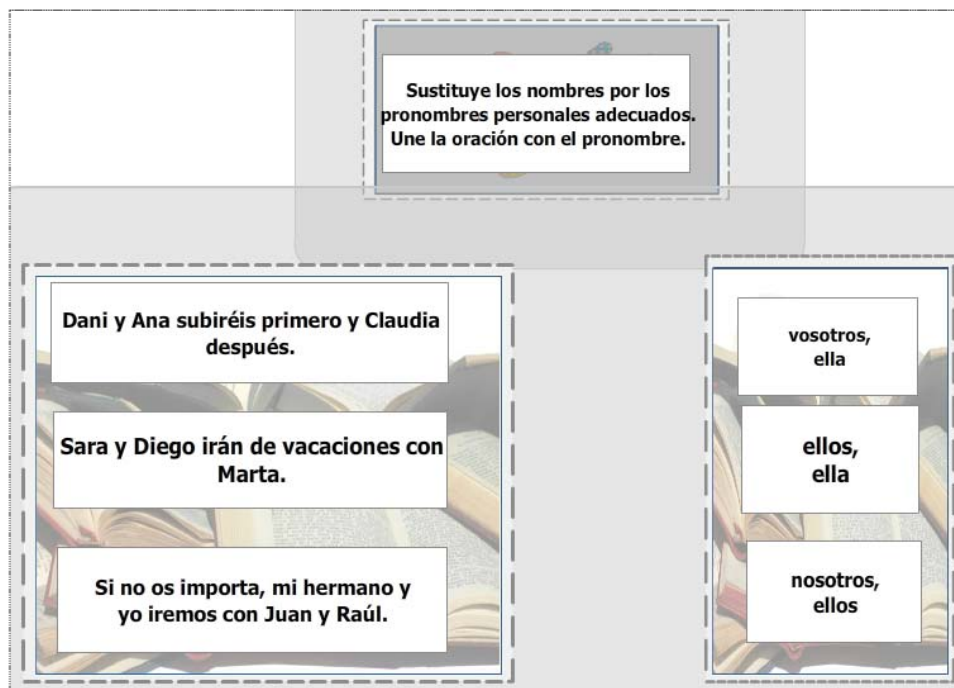 Sustituye los nombres por los
pronombres personales adecuados.
Une la oración con el pronombre.
Dani y Ana subiréis primero y Claudia
después.
Sara y Diego irán de vacaciones con
Marta.
Si no os importa, mi hermano y
yo iremos con Juan y Raúl.
vosotros,
ella
ellos,
ella
nosotros,
ellos